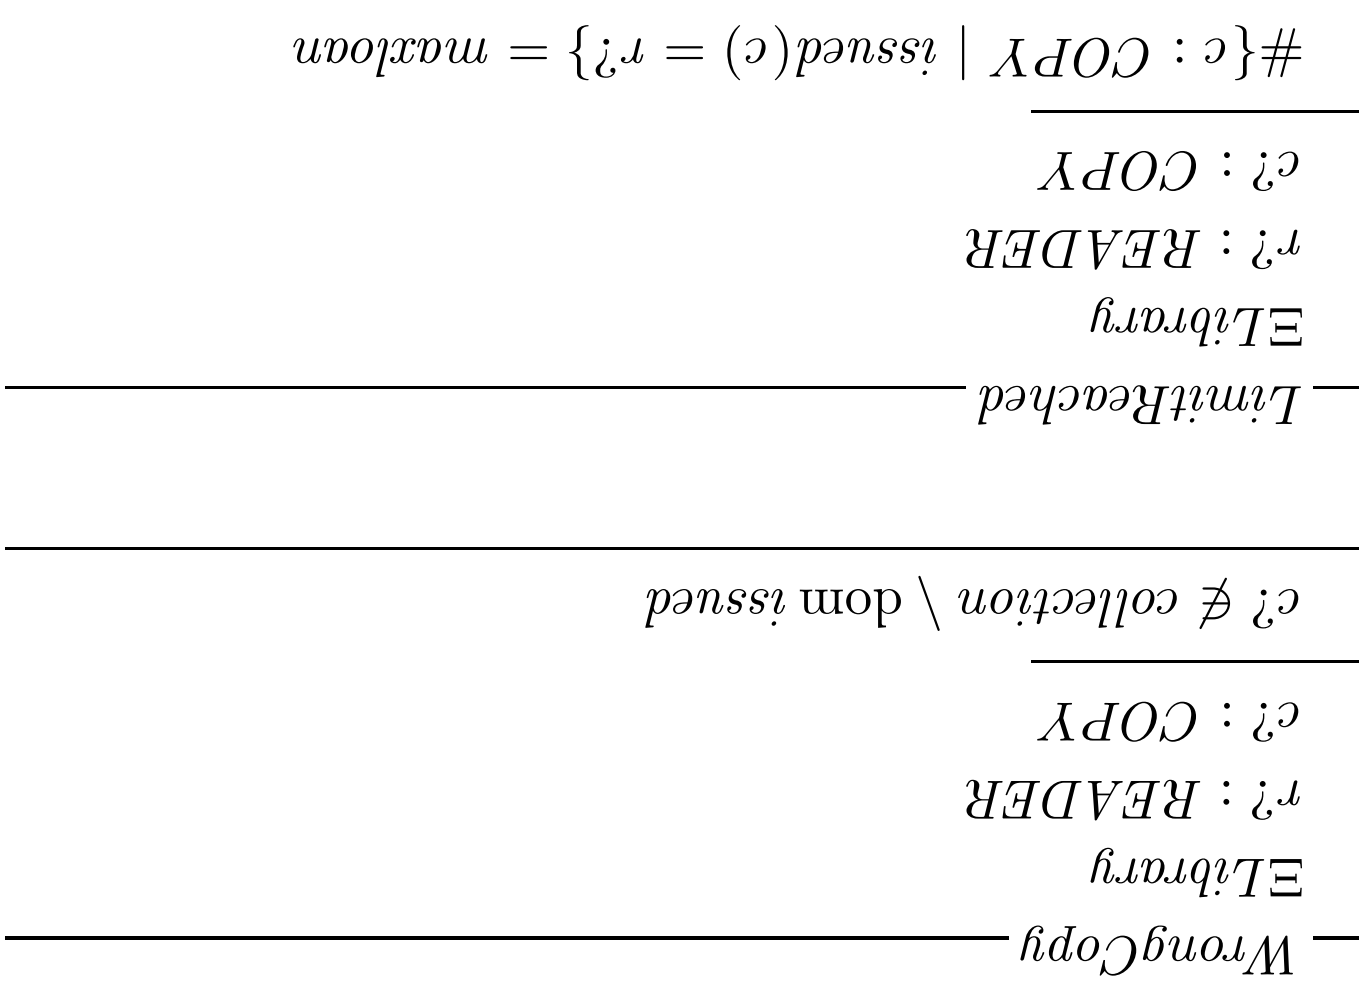 WrongCopy
ΞLibrary
r? : READER
c? : COPY
c? ∉ collection \ dom issued
LimitReached
ΞLibrary
r? : READER
c? : COPY
#{c : COPY | issued(c) = r?} = maxloan